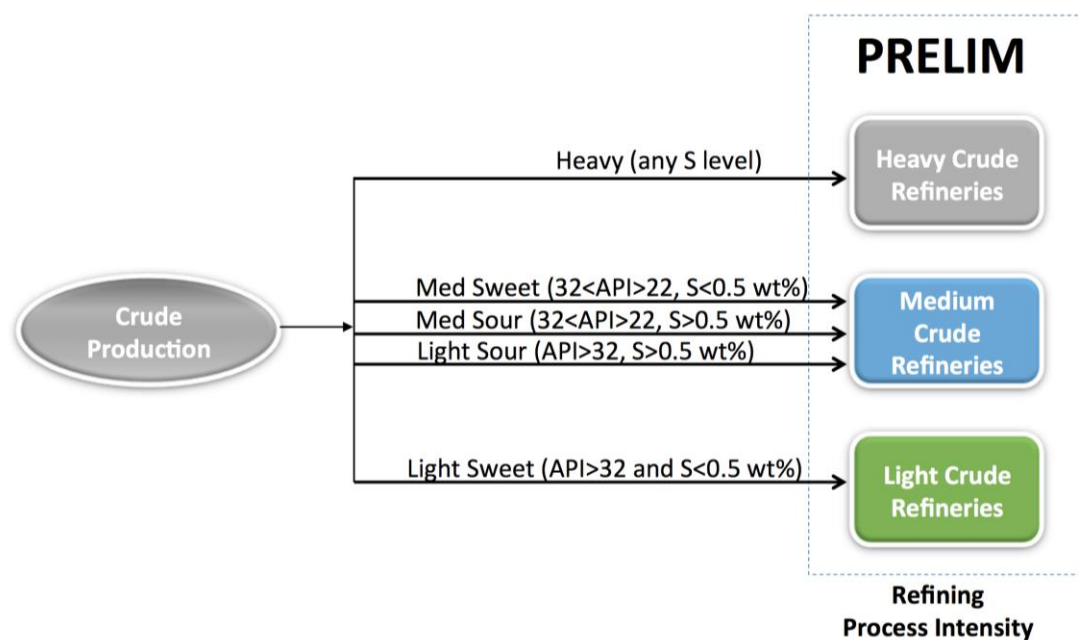 PRELIM
Heavy (any S level)
Heavy Crude
Refineries
Crude
Production
Med Sweet (32<API>22, S<0.5 wt%)
Med Sour (32<API>22, S>0.5 wt%)
Light Sour (API>32, S>0.5 wt%)
Medium
Crude
Refineries
Light Sweet (API>32 and S<0.5 wt%)
Light Crude
Refineries
Refining
Process Intensity